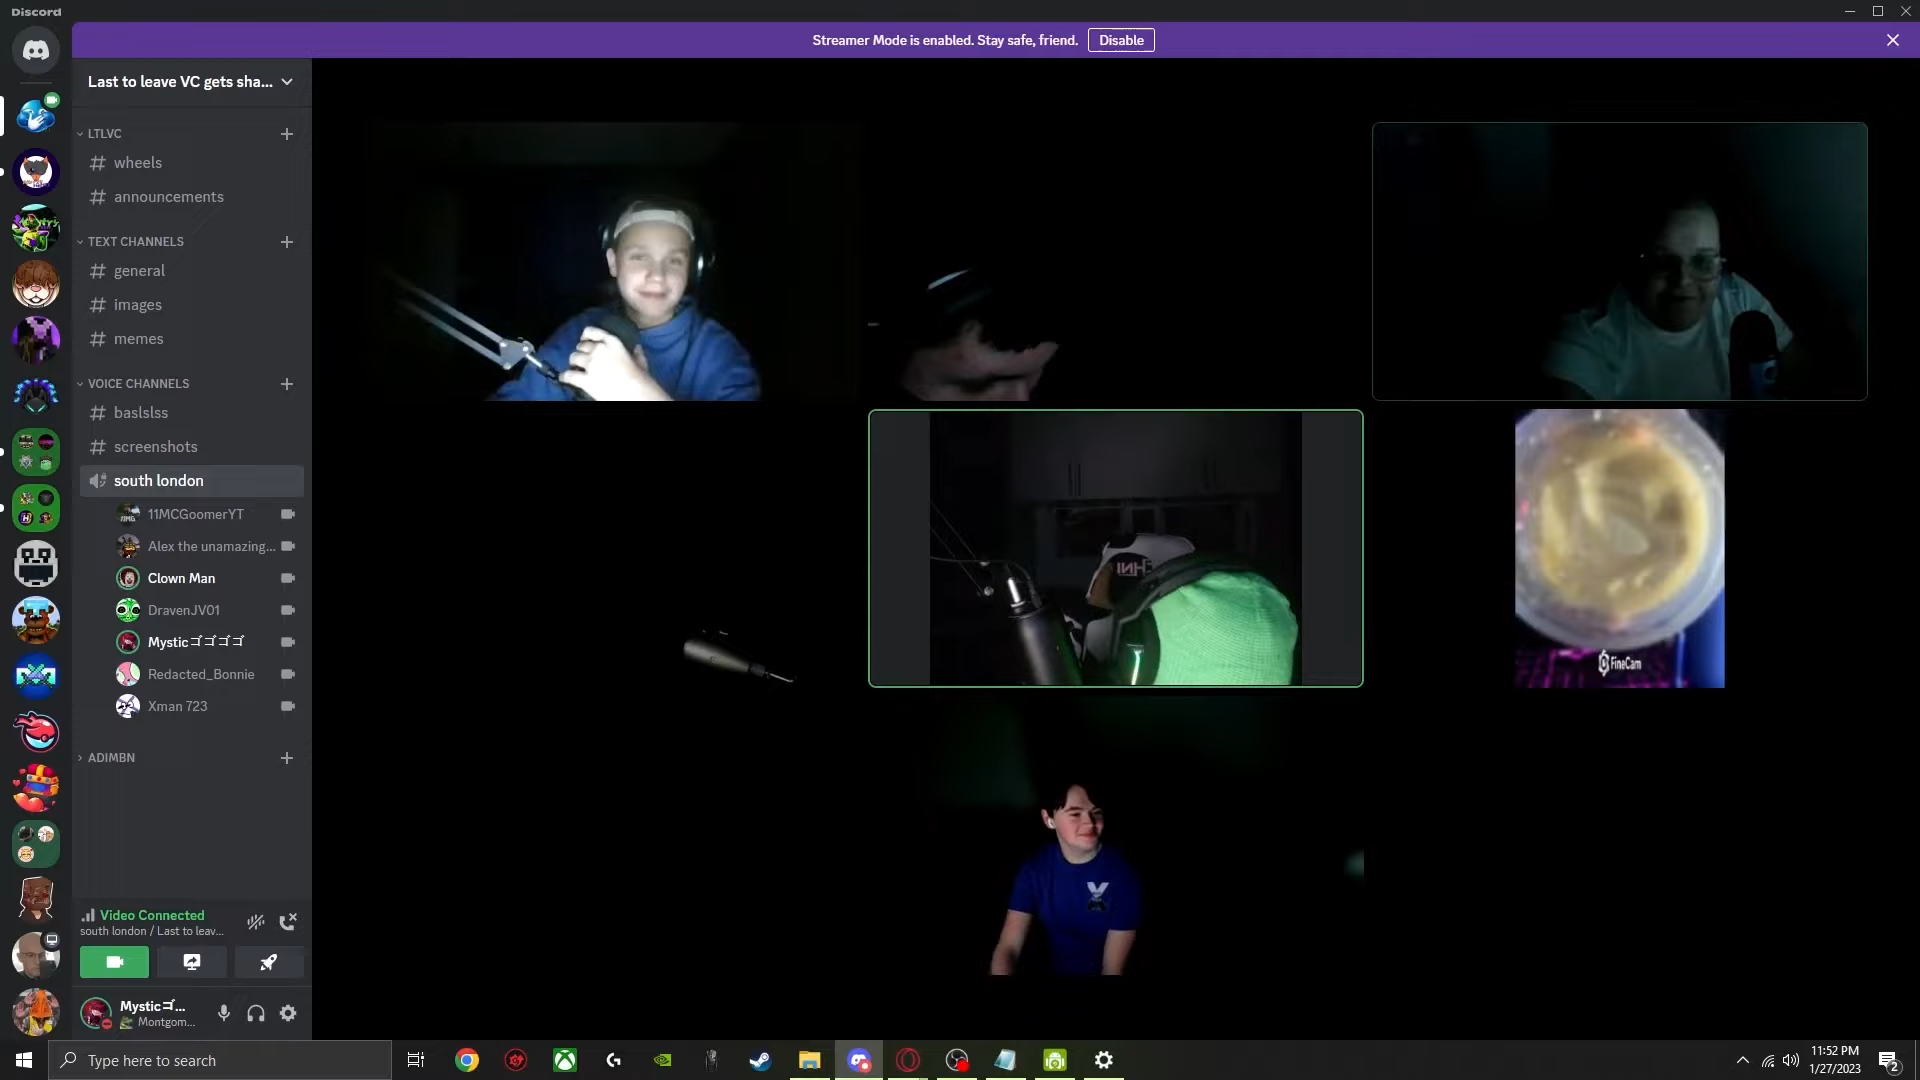 Discord
Streamer Mode is enabled. Stay safe, friend.
Disable
Last to leave VC gets sha...
LTLVC
wheels
announcements
TEXT CHANNELS
general
images
memes
VOICE CHANNELS
baslslss
screenshots
south london
11MCGoomerYT
Alex the unamazing...
Clown Man
DravenJV01
Mysticゴゴゴゴ
Redacted_Bonnie
Xman 723
ADIMBN
FineCam
Video Connected
south london / Last to leav...
Mysticゴ...
Montgom...
Type here to search
11:52 PM
1/27/2023
2